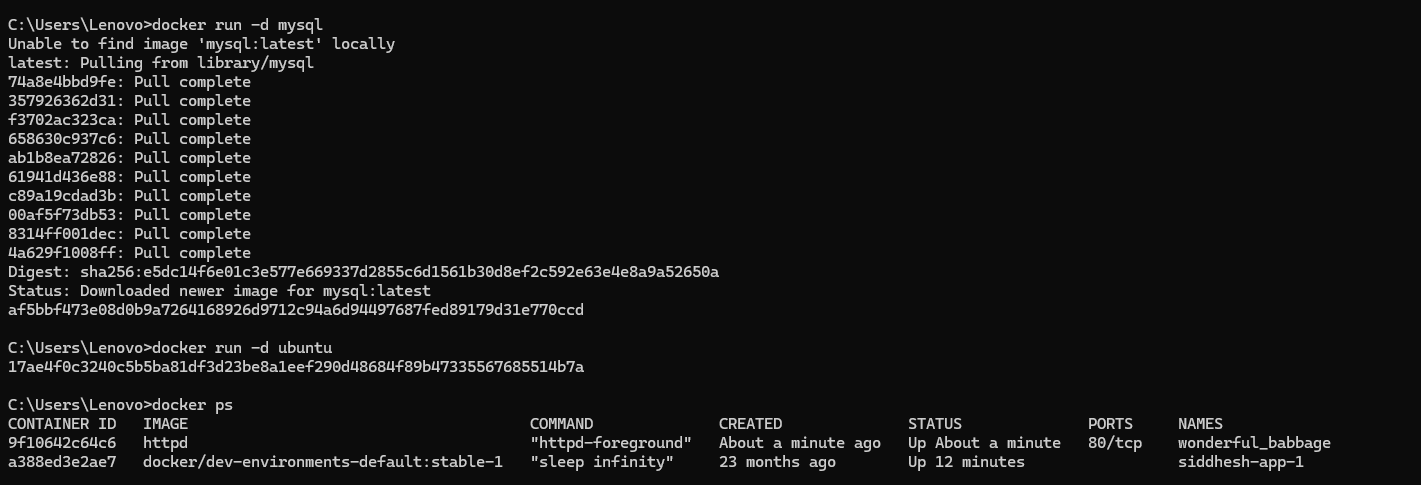 C:\Users\Lenovo>docker run -d mysql
Unable to find image 'mysql:latest' locally
latest: Pulling from library/mysql
74a8e4bbd9fe: Pull complete
357926362d31: Pull complete
f3702ac323ca: Pull complete
658630c937c6: Pull complete
ab1b8ea72826: Pull complete
61941d436e88: Pull complete
c89a19cdad3b: Pull complete
00af5f73db53: Pull complete
8314ff001dec: Pull complete
4a629f1008ff: Pull complete
Digest: sha256:e5dc14f6e01c3e577e669337d2855c6d1561b30d8ef2c592e63e4e8a9a52650a
Status: Downloaded newer image for mysql:latest
af5bbf473e08d0b9a7264168926d9712c94a6d94497687fed89179d31e770ccd
C:\Users\Lenovo>docker run -d ubuntu
17ae4f0c3240c5b5ba81df3d23be8a1eef290d48684f89b47335567685514b7a
C:\Users\Lenovo>docker ps
CONTAINER ID   IMAGE                                      COMMAND              CREATED              STATUS              PORTS     NAMES
9f10642c64c6   httpd                                      "httpd-foreground"   About a minute ago   Up About a minute   80/tcp    wonderful_babbage
a388ed3e2ae7   docker/dev-environments-default:stable-1   "sleep infinity"     23 months ago        Up 12 minutes                 siddhesh-app-1